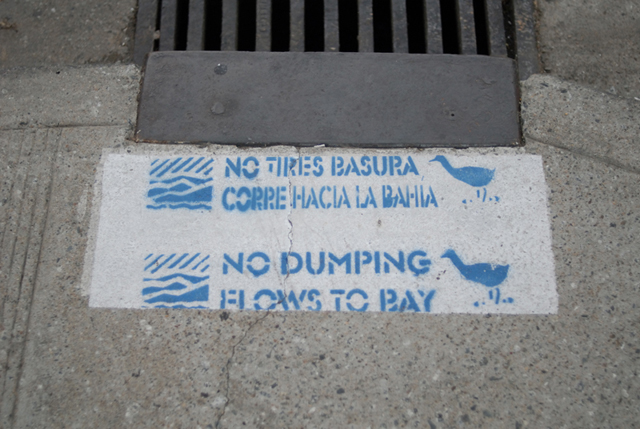 NO TIRES BASURA
CORRE HACIA LA BAHIA
NO DUMPING
FLOWS TO BAY